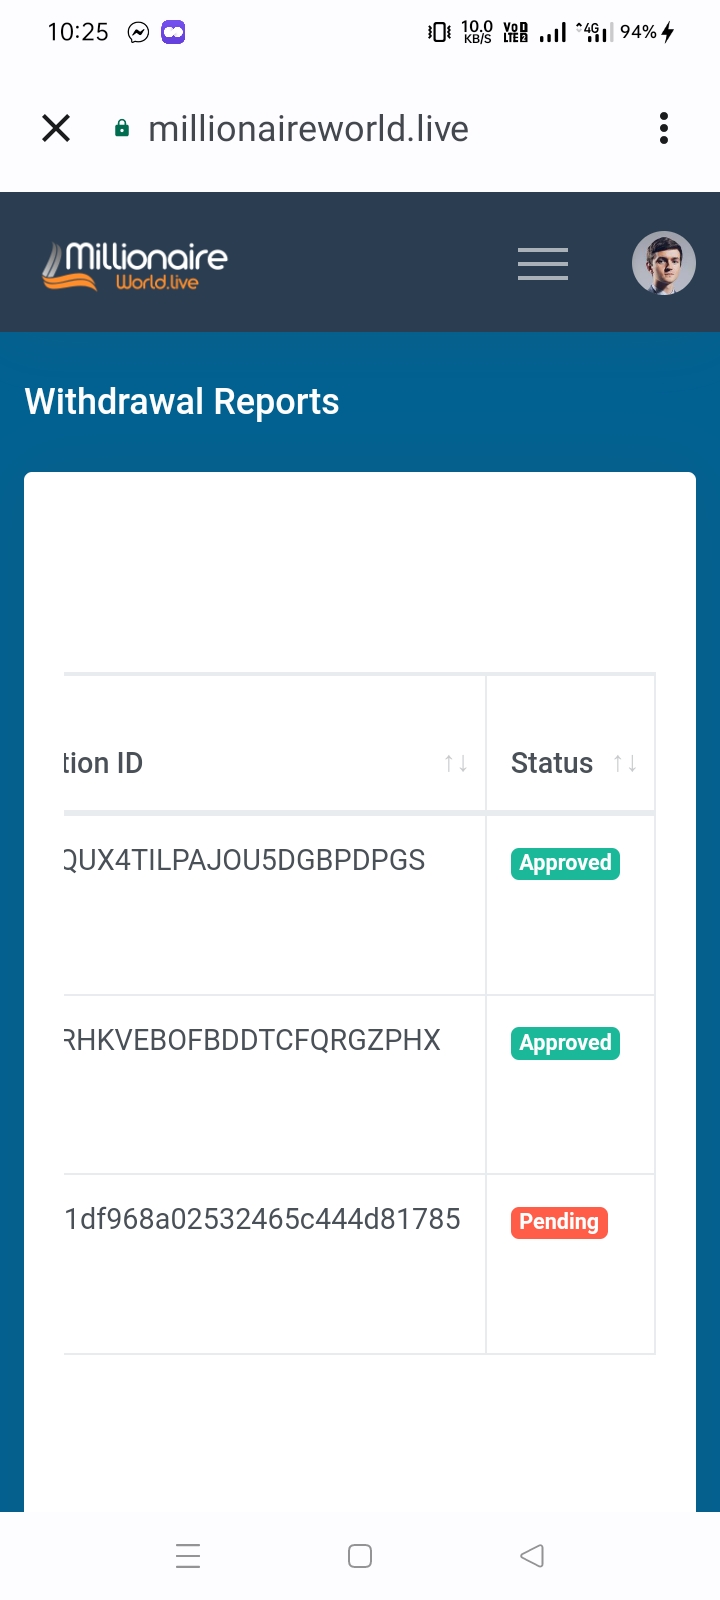 10:25 10.0 KB/S VoD LTE2 4G 94%
millionaireworld.live
Millionaire
World.live
Withdrawal Reports
tion ID Status
QUX4TILPAJOU5DGBPDPGS Approved
RHKVEBOFBDDTCFQRGZPHX Approved
1df968a02532465c444d81785 Pending